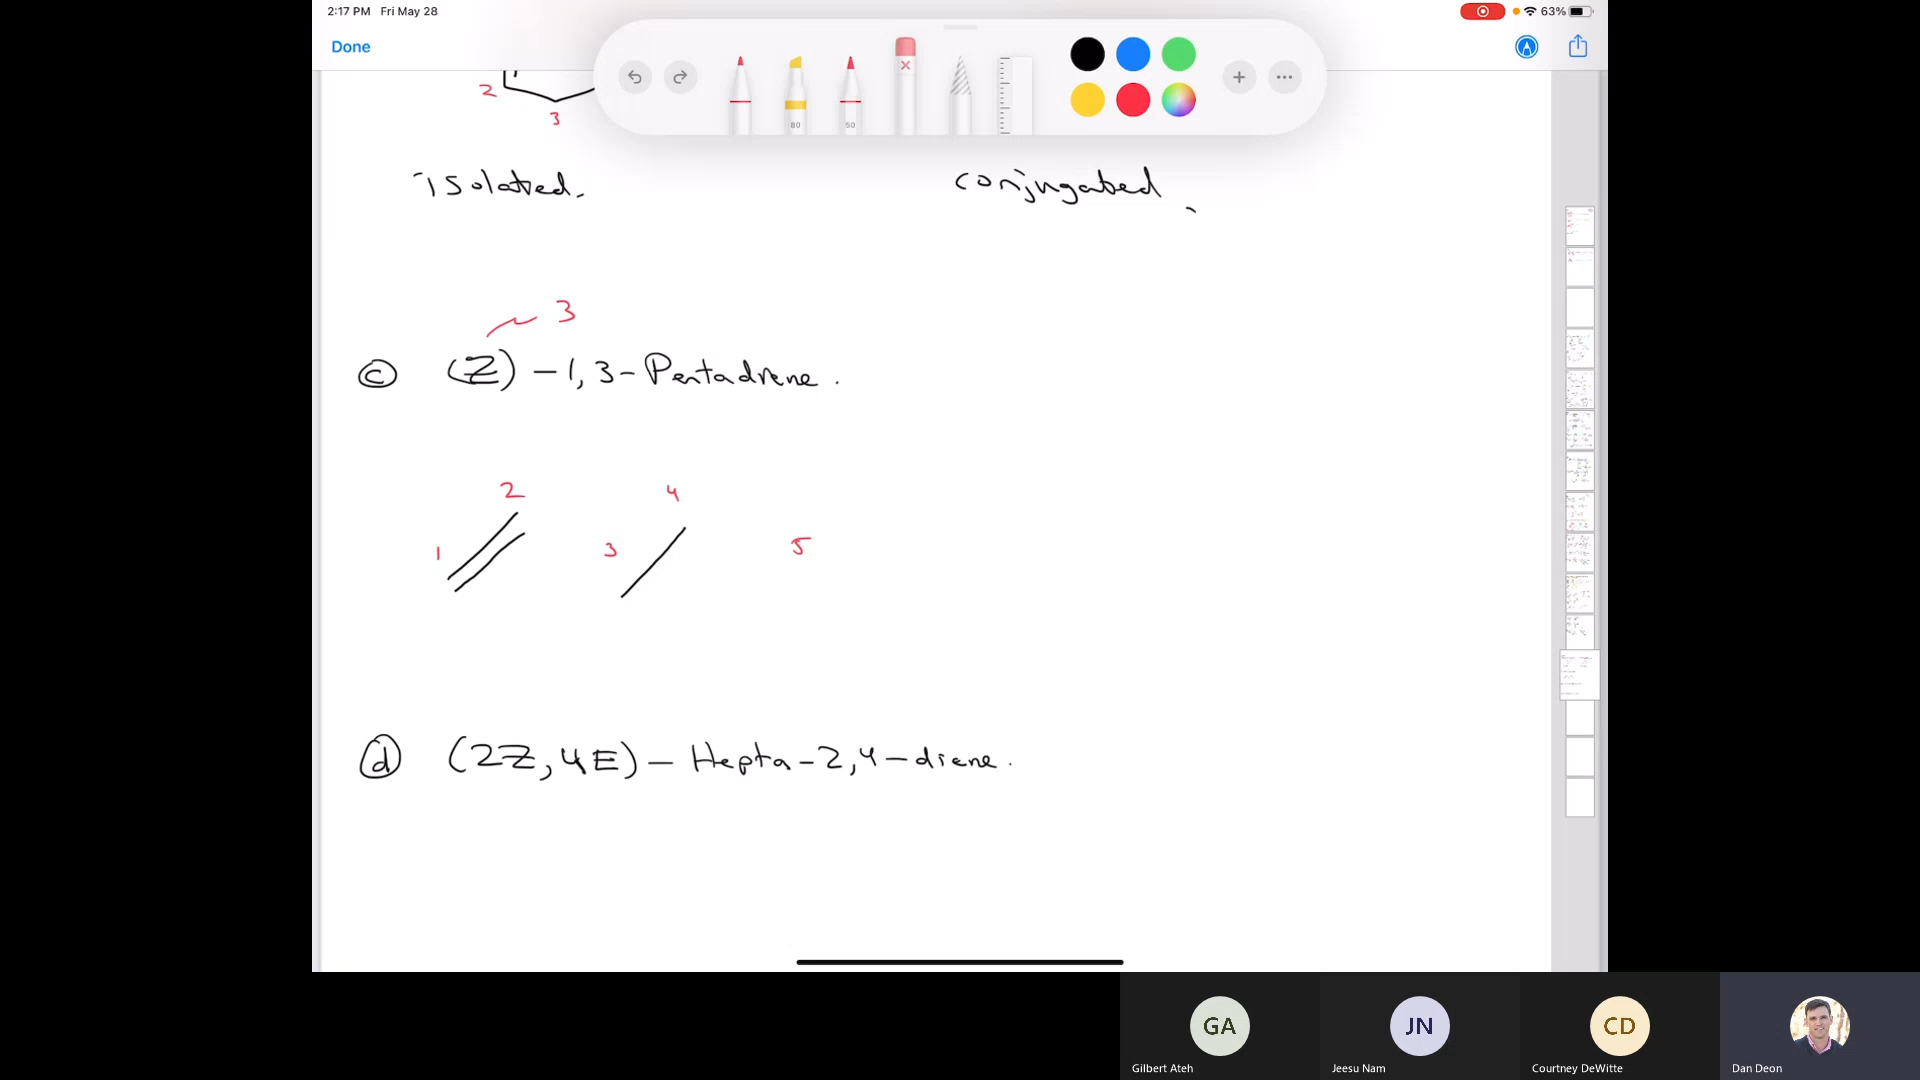 2:17 PM Fri May 28
63%
Done
80
50
2
3
isolated.
conjugated
3
c (Z) - 1, 3 - Pentadiene.
2
4
1
3
5
d (2Z, 4E) - Hepta - 2, 4 - diene.
GA
JN
CD
Gilbert Ateh
Jeesu Nam
Courtney DeWitte
Dan Deon